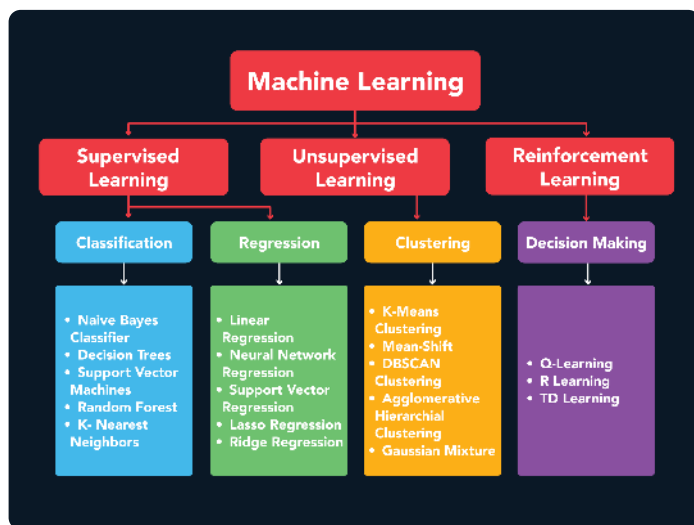 Machine Learning
Supervised
Learning
Unsupervised
Learning
Reinforcement
Learning
Classification
Regression
Clustering
Decision Making
• Naive Bayes
Classifier
• Decision Trees
• Support Vector
Machines
• Random Forest
• K- Nearest
Neighbors
• Linear
Regression
• Neural Network
Regression
• Support Vector
Regression
• Lasso Regression
• Ridge Regression
• K-Means
Clustering
• Mean-Shift
• DBSCAN
Clustering
• Agglomerative
Hierarchial
Clustering
• Gaussian Mixture
• Q-Learning
• R Learning
• TD Learning